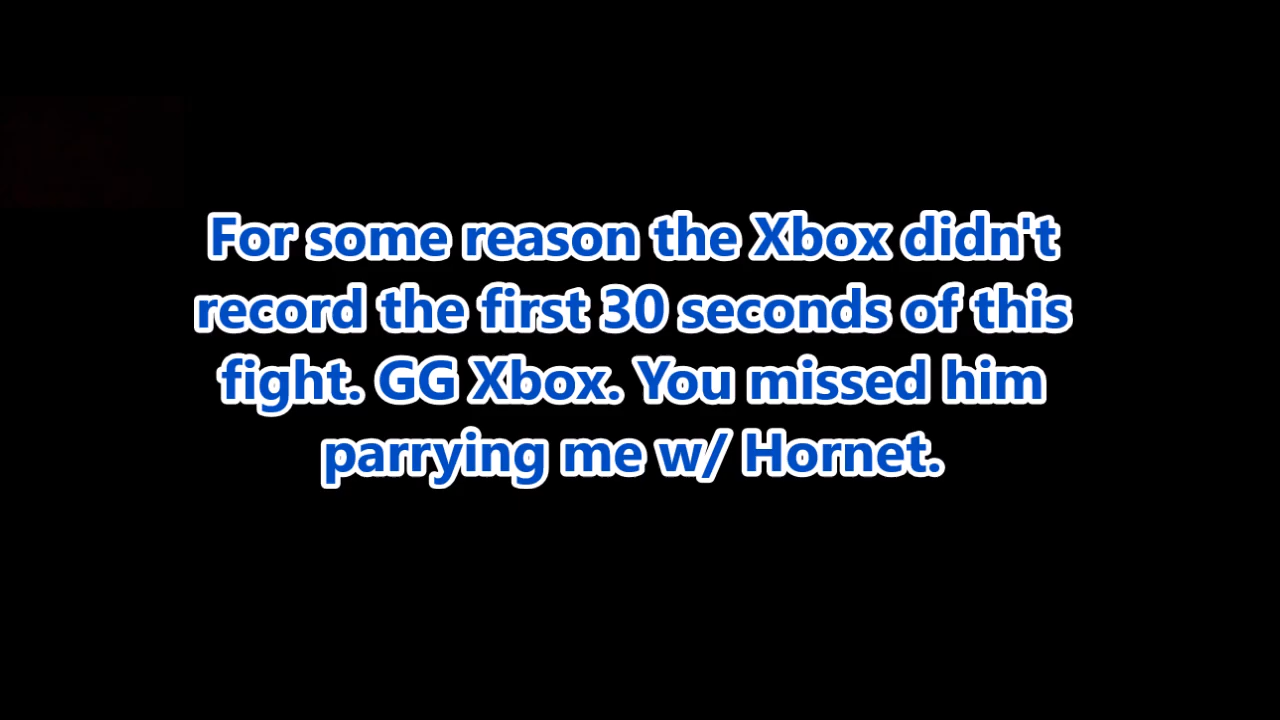 For some reason the Xbox didn't
record the first 30 seconds of this
fight. GG Xbox. You missed him
parrying me w/ Hornet.